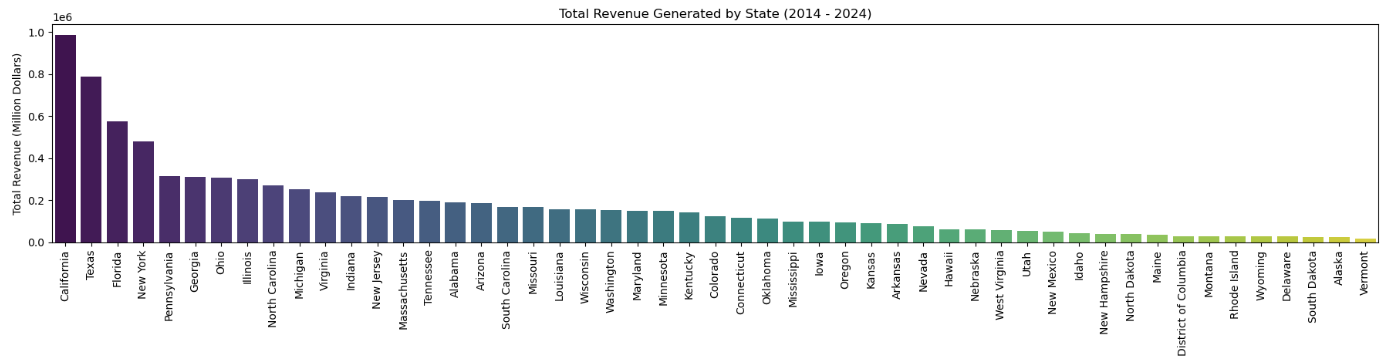 Total Revenue Generated by State (2014 - 2024)
1e6
Total Revenue (Million Dollars)
1.0
0.8
0.6
0.4
0.2
0.0
California
Texas
Florida
New York
Pennsylvania
Georgia
Ohio
Illinois
North Carolina
Michigan
Virginia
Indiana
New Jersey
Massachusetts
Tennessee
Alabama
Arizona
South Carolina
Missouri
Louisiana
Wisconsin
Washington
Maryland
Minnesota
Kentucky
Colorado
Connecticut
Oklahoma
Mississippi
Iowa
Oregon
Kansas
Arkansas
Nevada
Hawaii
Nebraska
West Virginia
Utah
New Mexico
Idaho
New Hampshire
North Dakota
Maine
District of Columbia
Montana
Rhode Island
Wyoming
Delaware
South Dakota
Alaska
Vermont